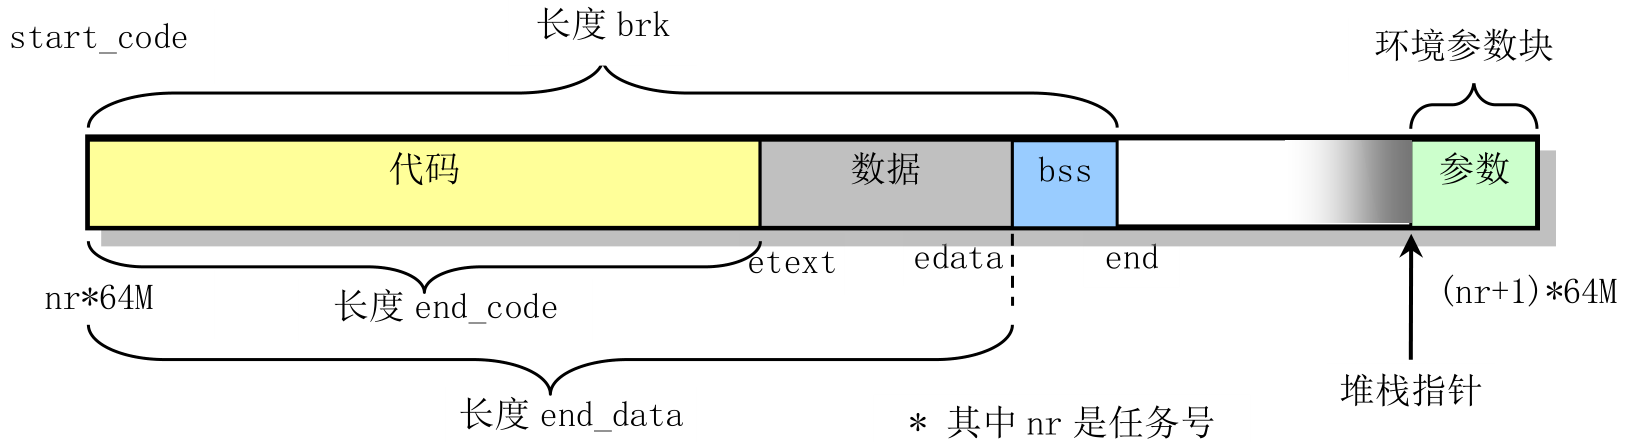 start_code
长度 brk
环境参数块
代码
数据
bss
参数
etext
edata
end
nr*64M
长度 end_code
(nr+1)*64M
长度 end_data
* 其中 nr 是任务号
堆栈指针